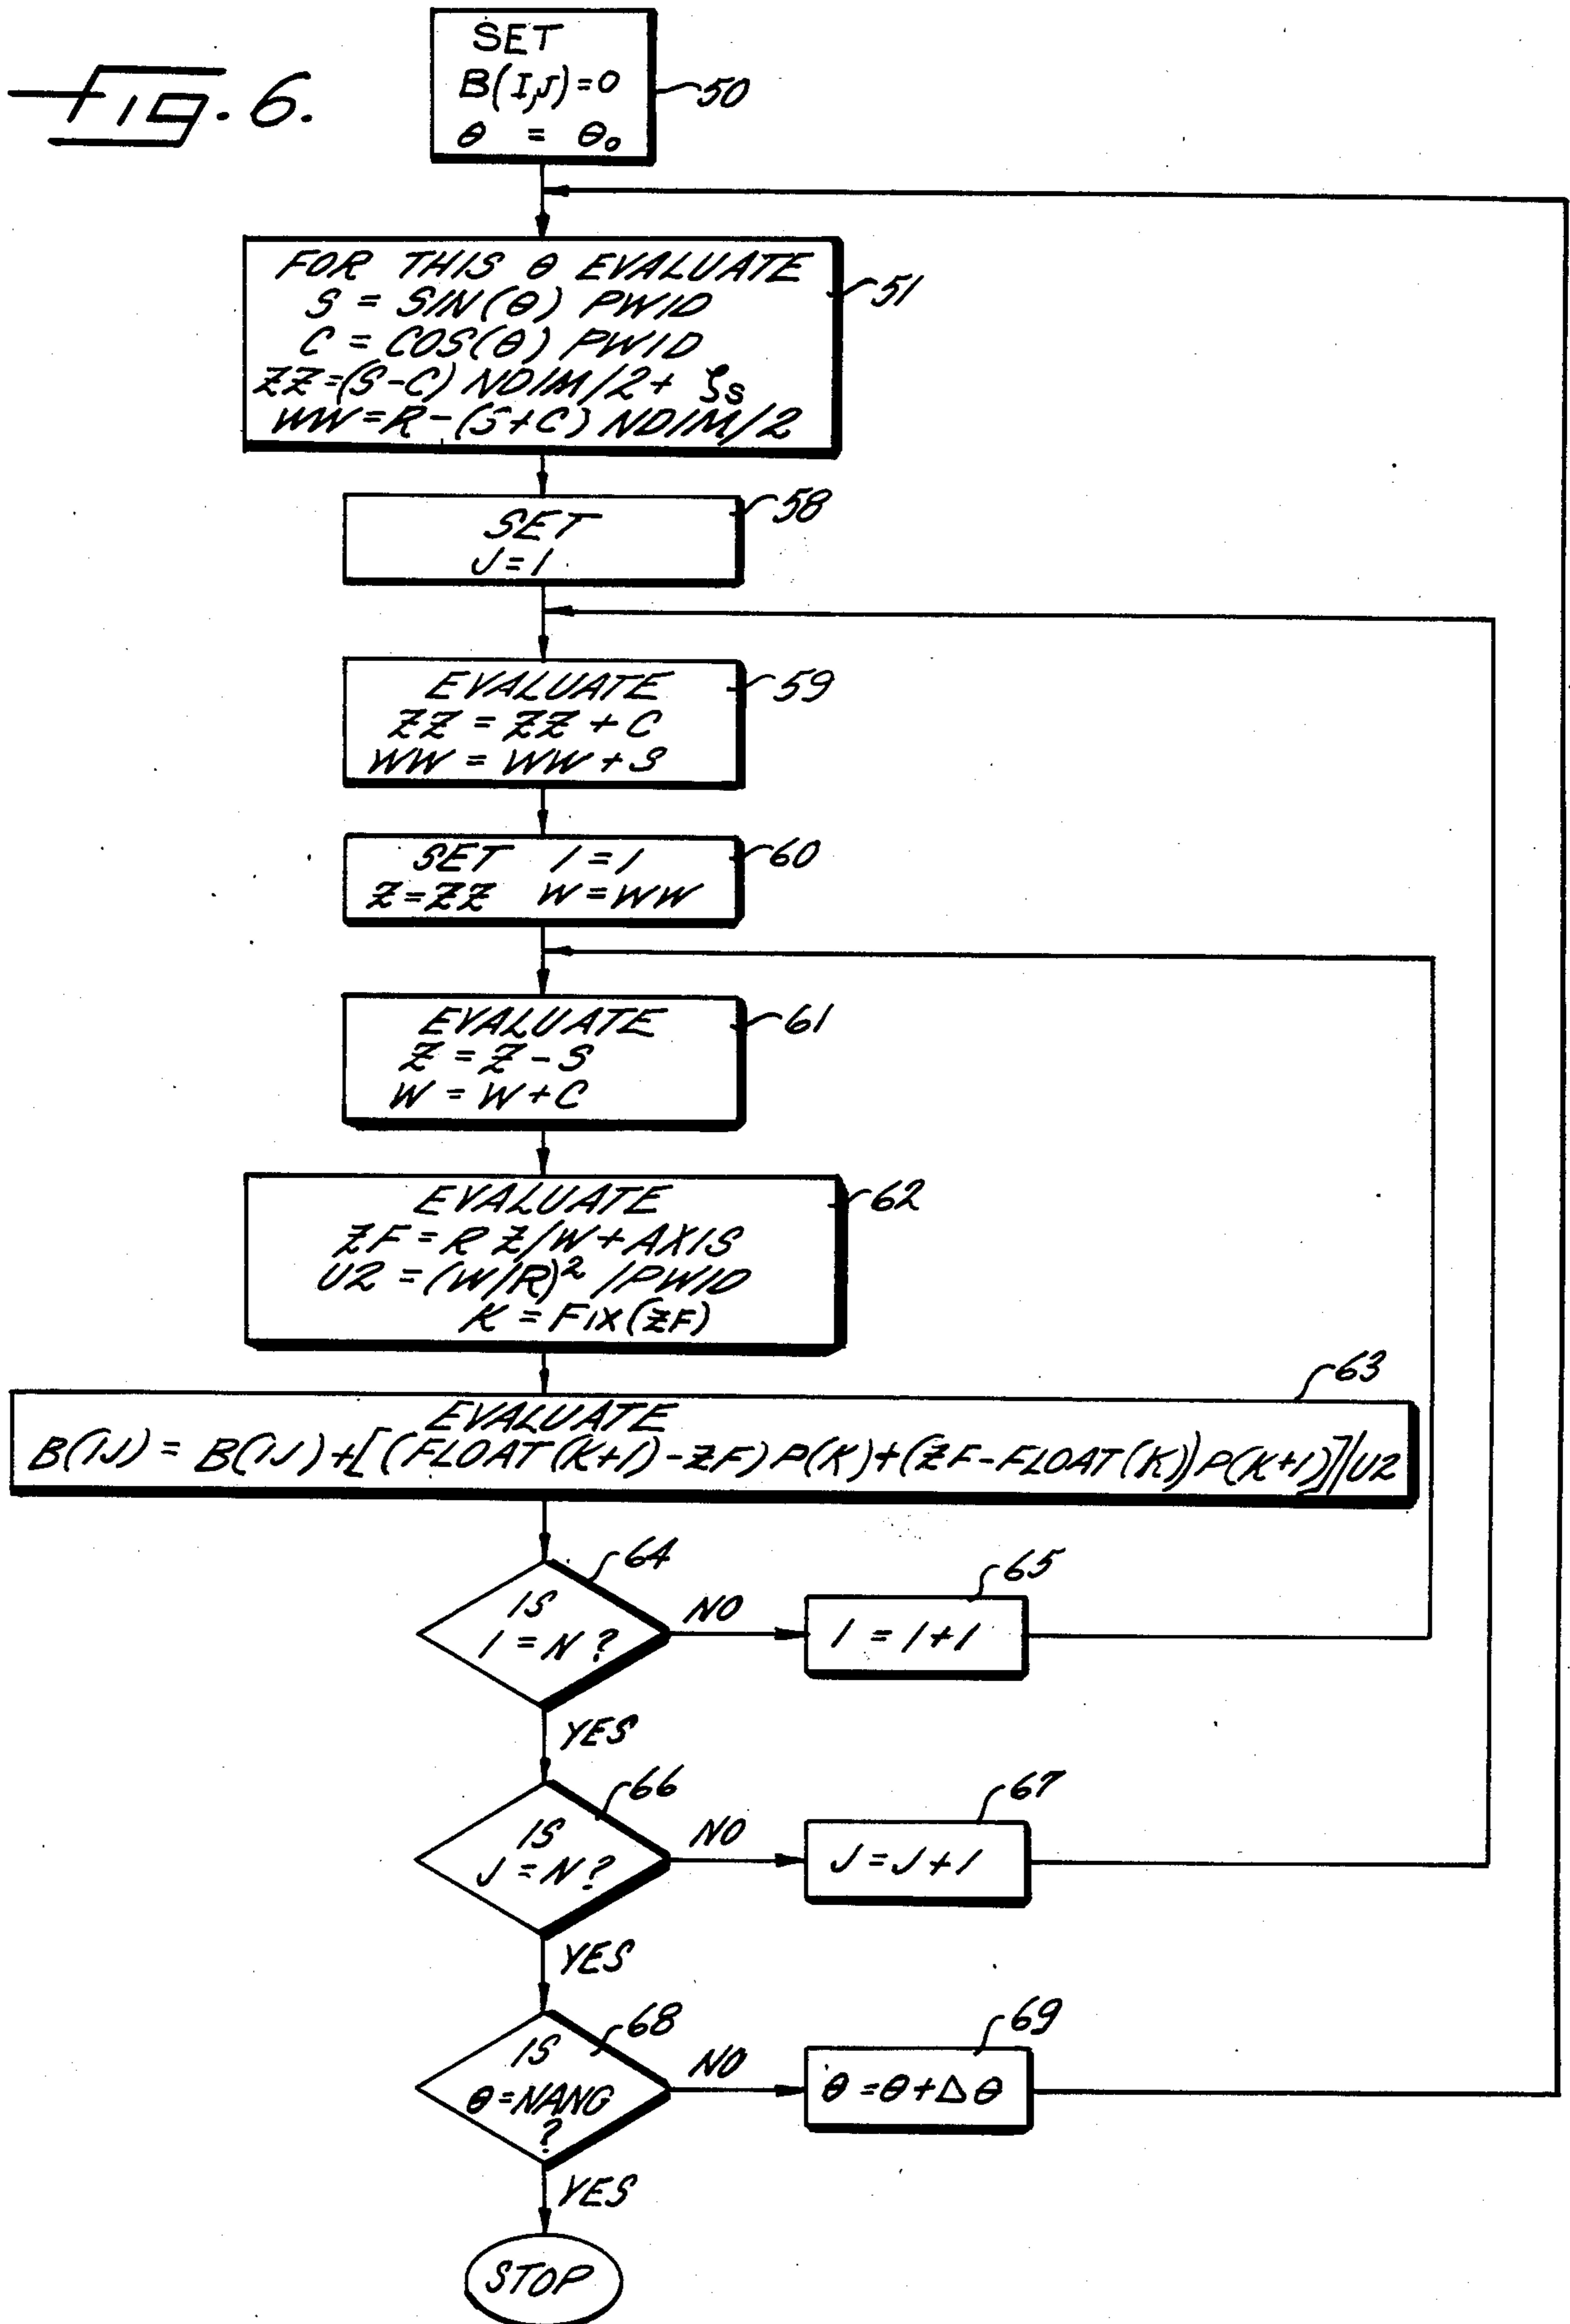 Fig. 6.
SET
B(I,J)=0
θ = θ₀
50
FOR THIS θ EVALUATE
S = SIN(θ) PWID
C = COS(θ) PWID
ZZ=(S-C) NDIM/2+ ζs
WW=R-(S+C) NDIM/2
51
SET
J=1
58
EVALUATE
ZZ = ZZ + C
WW = WW + S
59
SET I=1
Z=ZZ W=WW
60
EVALUATE
Z = Z - S
W = W + C
61
EVALUATE
ZF = R Z/W + AXIS
U2 = (W/R)² /PWID
K = FIX(ZF)
62
63
EVALUATE
B(IJ) = B(IJ)+[(FLOAT(K+1)-ZF)P(K)+(ZF-FLOAT(K))P(K+1)]/U2
64
IS
I=N?
NO
65
I = I+1
YES
66
IS
J=N?
NO
67
J=J+1
YES
68
IS
θ=NANG
?
NO
69
θ=θ+Δθ
YES
STOP